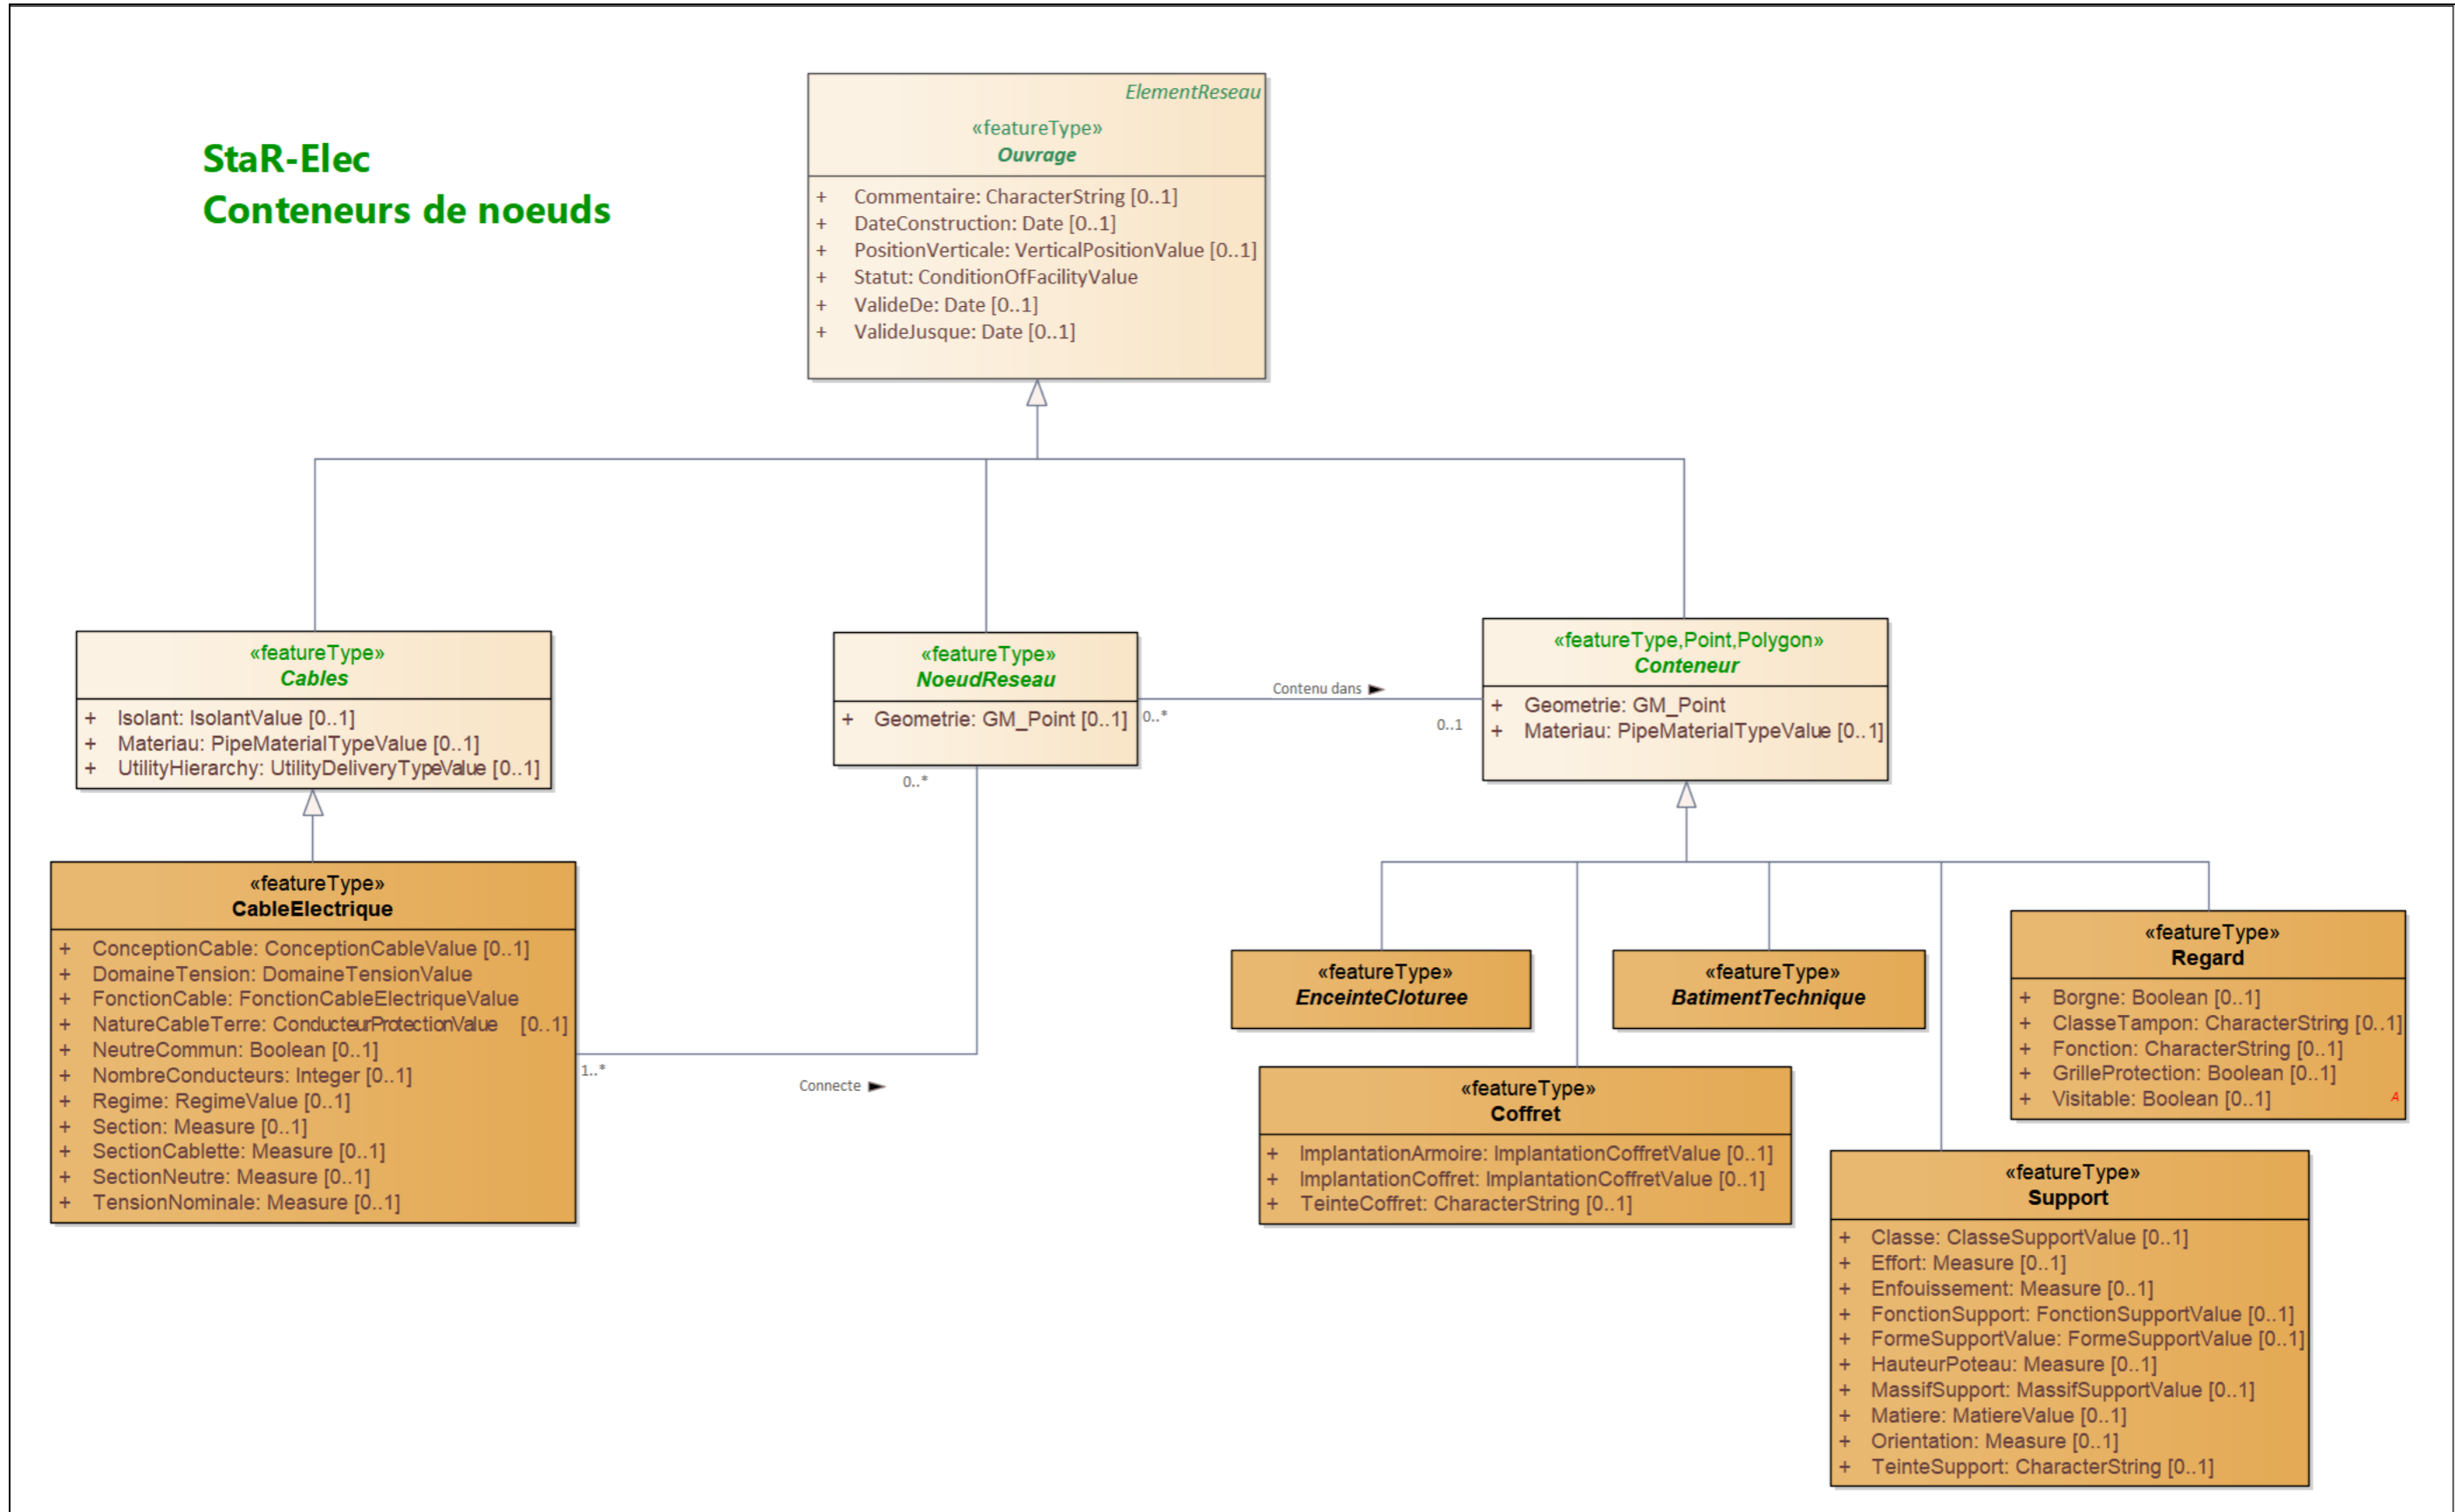 StaR-Elec
Conteneurs de noeuds
ElementReseau
«featureType»
Ouvrage
+ Commentaire: CharacterString [0..1]
+ DateConstruction: Date [0..1]
+ PositionVerticale: VerticalPositionValue [0..1]
+ Statut: ConditionOfFacilityValue
+ ValideDe: Date [0..1]
+ ValideJusque: Date [0..1]
«featureType»
Cables
+ Isolant: IsolantValue [0..1]
+ Materiau: PipeMaterialTypeValue [0..1]
+ UtilityHierarchy: UtilityDeliveryTypeValue [0..1]
«featureType»
NoeudReseau
+ Geometrie: GM_Point [0..1]
0..*
Contenu dans
0..1
0..*
«featureType,Point,Polygon»
Conteneur
+ Geometrie: GM_Point
+ Materiau: PipeMaterialTypeValue [0..1]
«featureType»
CableElectrique
+ ConceptionCable: ConceptionCableValue [0..1]
+ DomaineTension: DomaineTensionValue
+ FonctionCable: FonctionCableElectriqueValue
+ NatureCableTerre: ConducteurProtectionValue [0..1]
+ NeutreCommun: Boolean [0..1]
+ NombreConducteurs: Integer [0..1]
+ Regime: RegimeValue [0..1]
+ Section: Measure [0..1]
+ SectionCablette: Measure [0..1]
+ SectionNeutre: Measure [0..1]
+ TensionNominale: Measure [0..1]
1..*
Connecte
«featureType»
EnceinteCloturee
«featureType»
BatimentTechnique
«featureType»
Regard
+ Borgne: Boolean [0..1]
+ ClasseTampon: CharacterString [0..1]
+ Fonction: CharacterString [0..1]
+ GrilleProtection: Boolean [0..1]
+ Visitable: Boolean [0..1]
A
«featureType»
Coffret
+ ImplantationArmoire: ImplantationCoffretValue [0..1]
+ ImplantationCoffret: ImplantationCoffretValue [0..1]
+ TeinteCoffret: CharacterString [0..1]
«featureType»
Support
+ Classe: ClasseSupportValue [0..1]
+ Effort: Measure [0..1]
+ Enfouissement: Measure [0..1]
+ FonctionSupport: FonctionSupportValue [0..1]
+ FormeSupportValue: FormeSupportValue [0..1]
+ HauteurPoteau: Measure [0..1]
+ MassifSupport: MassifSupportValue [0..1]
+ Matiere: MatiereValue [0..1]
+ Orientation: Measure [0..1]
+ TeinteSupport: CharacterString [0..1]